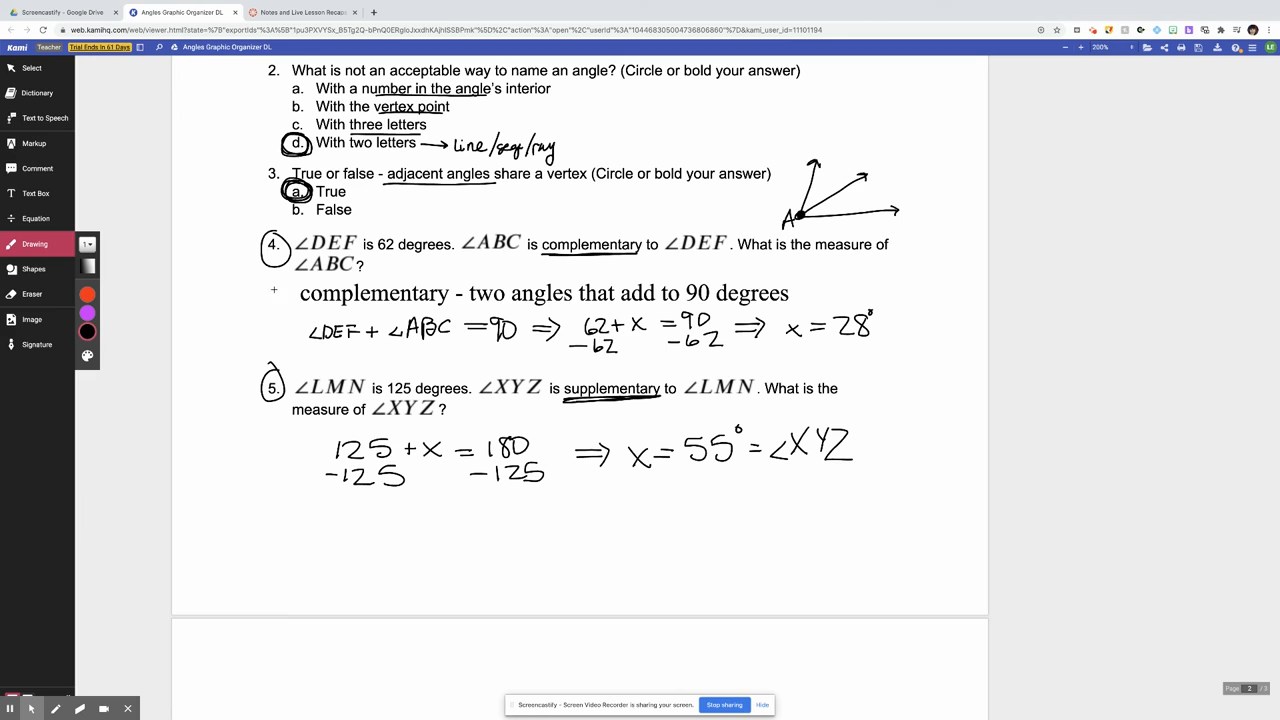 Screencastify - Google Drive
Angles Graphic Organizer DL
Notes and Live Lesson Recaps
Kami
Teacher
Trial Ends In 61 Days
Angles Graphic Organizer DL
200%
LE
Select
Dictionary
Text to Speech
Markup
Comment
Text Box
Equation
Drawing
Shapes
Eraser
Image
Signature
1
2. What is not an acceptable way to name an angle? (Circle or bold your answer)
a. With a number in the angle's interior
b. With the vertex point
c. With three letters
d. With two letters → line/seg/ray
3. True or false - adjacent angles share a vertex (Circle or bold your answer)
a. True
b. False
A
4. ∠DEF is 62 degrees. ∠ABC is complementary to ∠DEF. What is the measure of
∠ABC?
complementary - two angles that add to 90 degrees
∠DEF + ∠ABC = 90 ⇒ 62 + x = 90 ⇒ x = 28°
-62 -62
5. ∠LMN is 125 degrees. ∠XYZ is supplementary to ∠LMN. What is the
measure of ∠XYZ?
125 + x = 180 ⇒ x = 55° = ∠XYZ
-125 -125
Page 2 / 3
Screencastify - Screen Video Recorder is sharing your screen.
Stop sharing
Hide